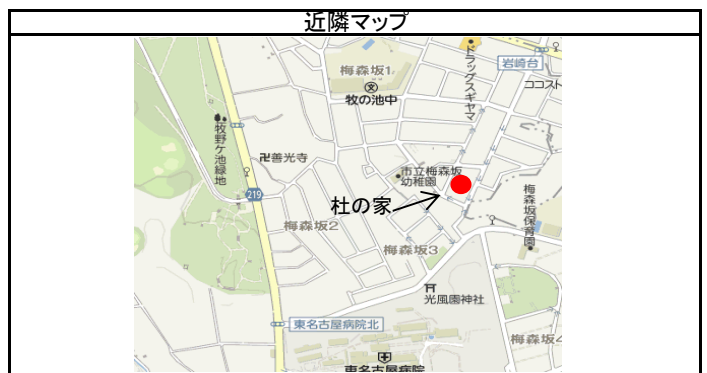 近隣マップ
梅森坂1
牧の池中
ドラッグスギヤマ
岩崎台
ココスト
牧野ケ池緑地
卍善光寺
219
市立梅森坂
幼稚園
杜の家
梅森坂2
梅森坂3
梅森坂保育園
光風園神社
東名古屋病院北
梅森坂4
東名古屋病院